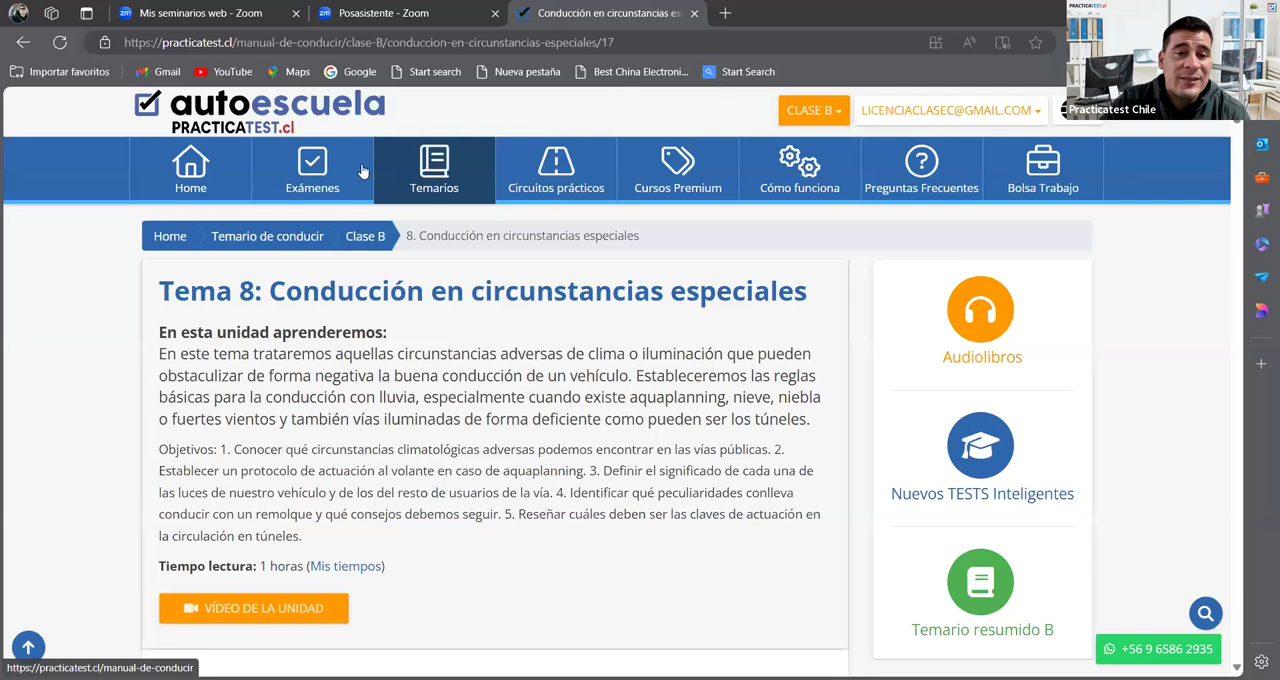 Mis seminarios web - Zoom
Posasistente - Zoom
Conducción en circunstancias es
PRACTICATEST.cl
https://practicatest.cl/manual-de-conducir/clase-B/conduccion-en-circunstancias-especiales/17
Importar favoritos
Gmail
YouTube
Maps
Google
Start search
Nueva pestaña
Best China Electroni...
Start Search
Practicatest Chile
autoescuela
PRACTICATEST.cl
CLASE B
LICENCIACLASEC@GMAIL.COM
Home
Exámenes
Temarios
Circuitos prácticos
Cursos Premium
Cómo funciona
Preguntas Frecuentes
Bolsa Trabajo
Home
Temario de conducir
Clase B
8. Conducción en circunstancias especiales
Tema 8: Conducción en circunstancias especiales
En esta unidad aprenderemos:
En este tema trataremos aquellas circunstancias adversas de clima o iluminación que pueden
obstaculizar de forma negativa la buena conducción de un vehículo. Estableceremos las reglas
básicas para la conducción con lluvia, especialmente cuando existe aquaplanning, nieve, niebla
o fuertes vientos y también vías iluminadas de forma deficiente como pueden ser los túneles.
Objetivos: 1. Conocer qué circunstancias climatológicas adversas podemos encontrar en las vías públicas. 2.
Establecer un protocolo de actuación al volante en caso de aquaplanning. 3. Definir el significado de cada una de
las luces de nuestro vehículo y de los del resto de usuarios de la vía. 4. Identificar qué peculiaridades conlleva
conducir con un remolque y qué consejos debemos seguir. 5. Reseñar cuáles deben ser las claves de actuación en
la circulación en túneles.
Tiempo lectura: 1 horas (Mis tiempos)
VÍDEO DE LA UNIDAD
Audiolibros
Nuevos TESTS Inteligentes
Temario resumido B
+56 9 6586 2935
https://practicatest.cl/manual-de-conducir